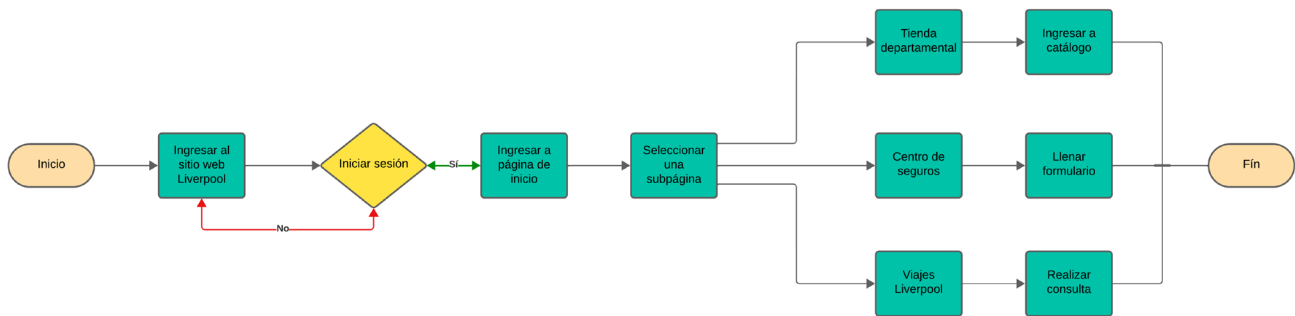 Inicio
Ingresar al
sitio web
Liverpool
Iniciar sesión
No
Sí
Ingresar a
página de
inicio
Seleccionar
una
subpágina
Tienda
departamental
Ingresar a
catálogo
Centro de
seguros
Llenar
formulario
Viajes
Liverpool
Realizar
consulta
Fín